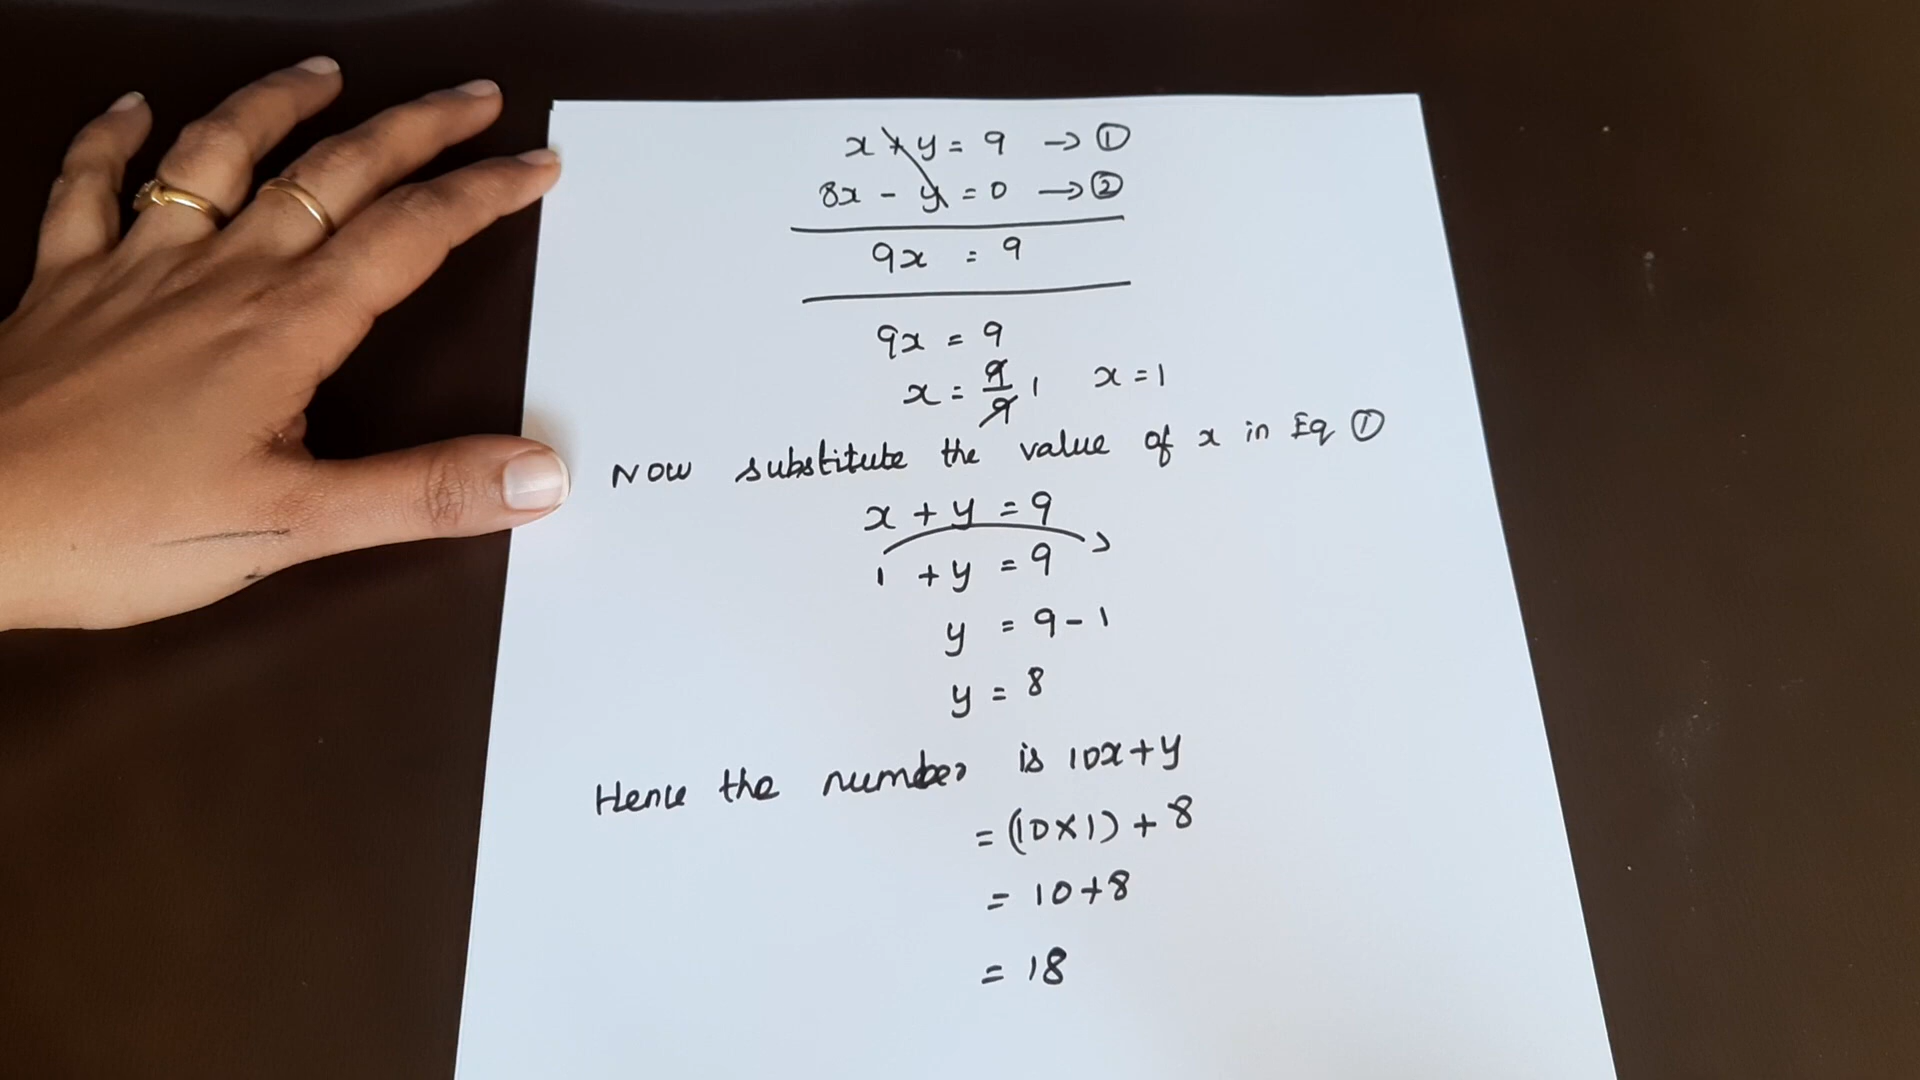 x + y = 9 → ①
8x - y = 0 → ②
9x = 9
9x = 9
x = 9/9 1 x = 1
Now substitute the value of x in Eq ①
x + y = 9
1 + y = 9
y = 9 - 1
y = 8
Hence the number is 10x + y
= (10 × 1) + 8
= 10 + 8
= 18